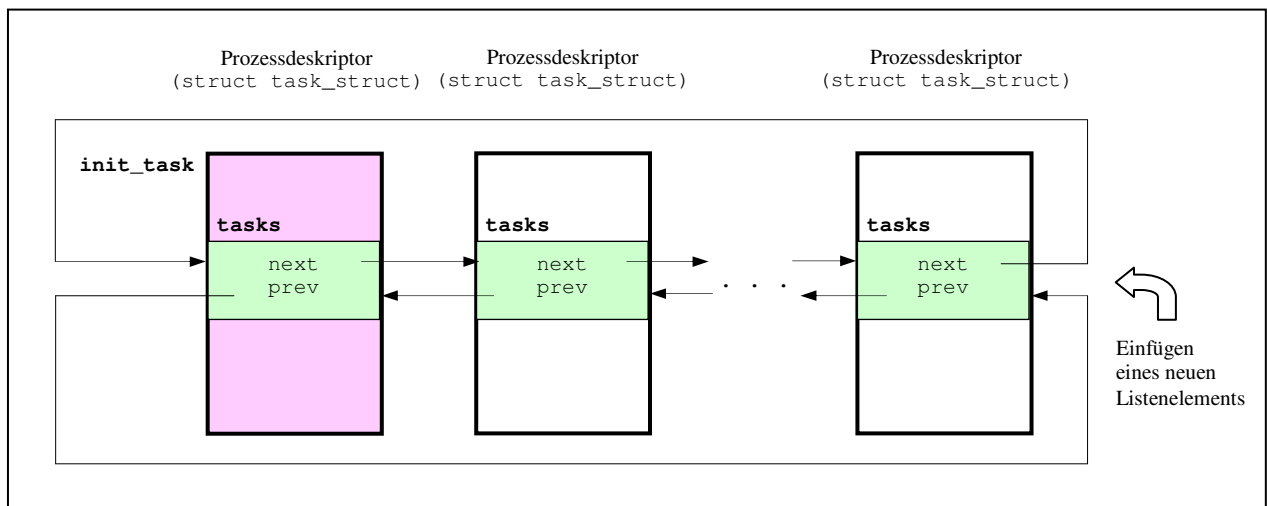 Prozessdeskriptor
(struct task_struct)
Prozessdeskriptor
(struct task_struct)
Prozessdeskriptor
(struct task_struct)
init_task
tasks
next
prev
tasks
next
prev
. . .
tasks
next
prev
Einfügen
eines neuen
Listenelements